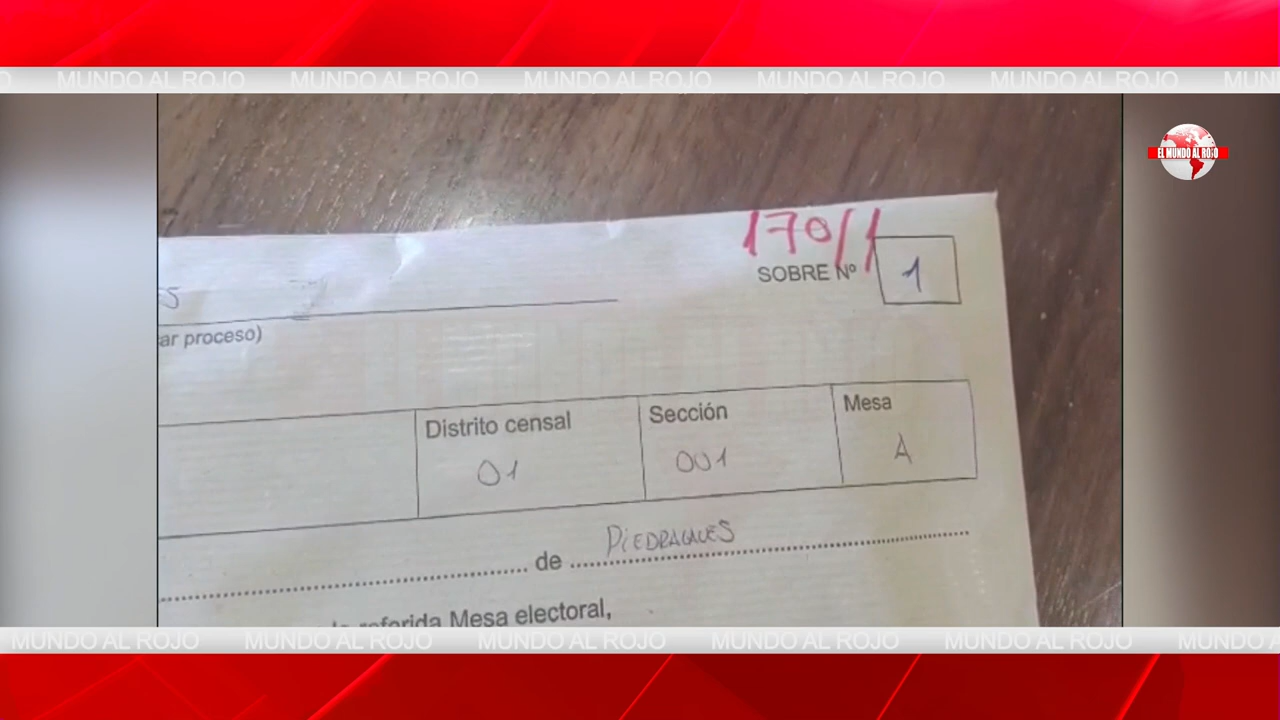 MUNDO AL ROJO MUNDO AL ROJO MUNDO AL ROJO MUNDO AL ROJO MUNDO AL ROJO
EL MUNDO AL ROJO
170/1
SOBRE Nº 1
ar proceso)
Distrito censal Sección Mesa
01 001 A
de
referida Mesa electoral,
MUNDO AL ROJO MUNDO AL ROJO MUNDO AL ROJO MUNDO AL ROJO MUNDO AL ROJO